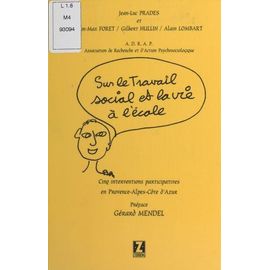 L 1.6
M4
90094
Jean-Luc PRADES
et
-Max FORET / Gilbert HULLIN / Alain LOMBART
A. D. R. A. P.
Association de Recherche et d'Action Psychosociologique
Sur le Travail
social et la vie
à l'école
Cinq interventions participatives
en Provence-Alpes-Côte d'Azur
Préface
Gérard MENDEL
Z